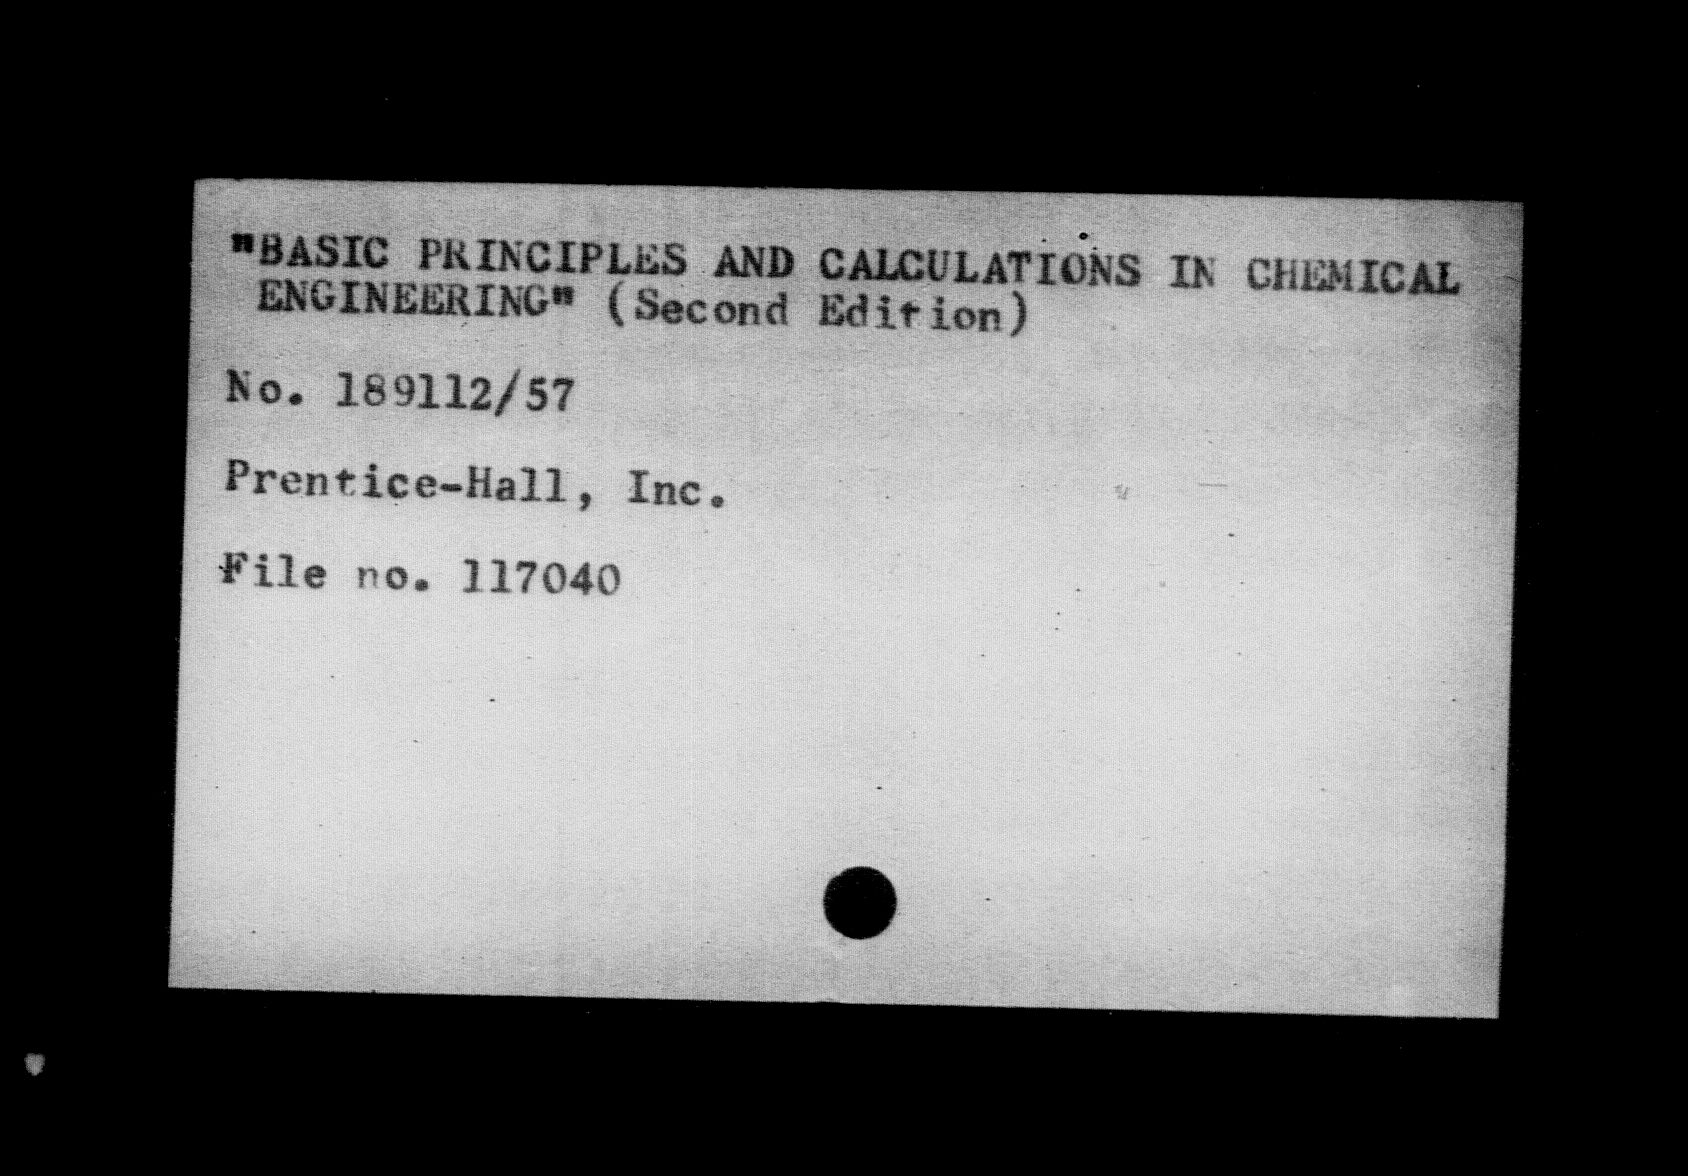 "BASIC PRINCIPLES AND CALCULATIONS IN CHEMICAL
ENGINEERING" (Second Edition)
No. 189112/57
Prentice-Hall, Inc.
File no. 117040